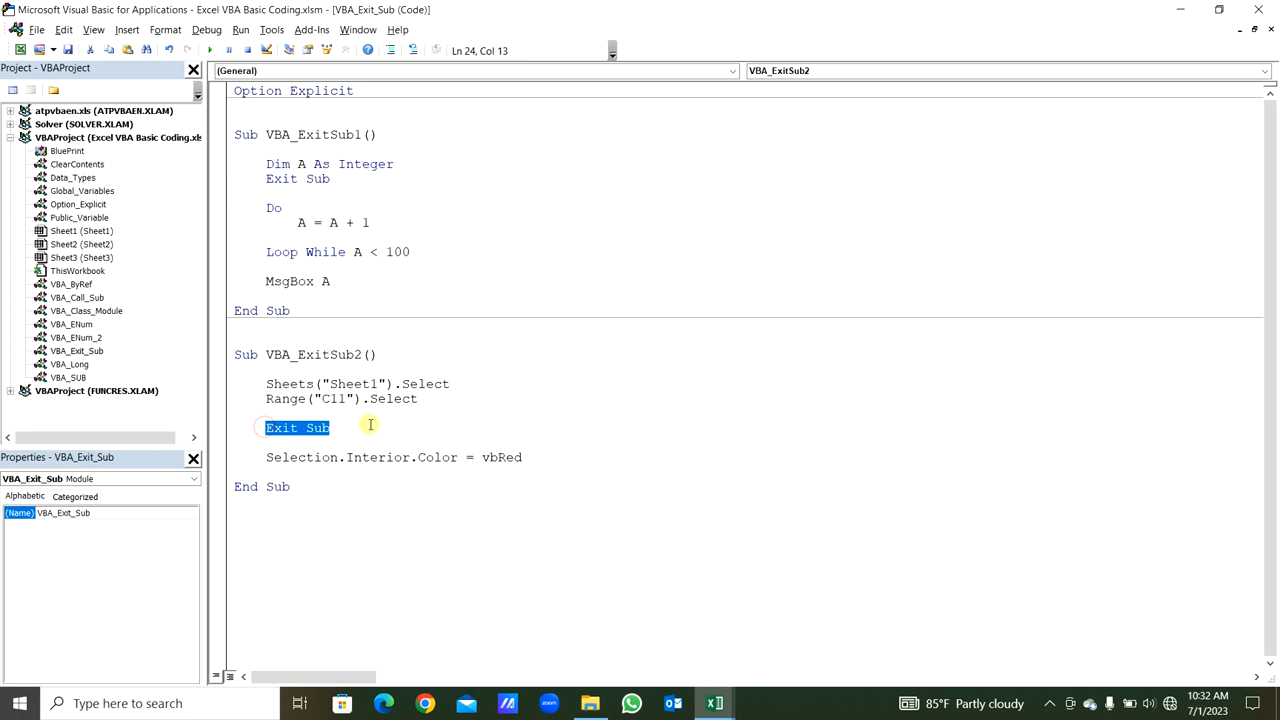 Microsoft Visual Basic for Applications - Excel VBA Basic Coding.xlsm - [VBA_Exit_Sub (Code)]
File Edit View Insert Format Debug Run Tools Add-Ins Window Help
Ln 24, Col 13
Project - VBAProject
(General)
VBA_ExitSub2
atpvbaen.xls (ATPVBAEN.XLAM)
Solver (SOLVER.XLAM)
VBAProject (Excel VBA Basic Coding.xls
BluePrint
ClearContents
Data_Types
Global_Variables
Option_Explicit
Public_Variable
Sheet1 (Sheet1)
Sheet2 (Sheet2)
Sheet3 (Sheet3)
ThisWorkbook
VBA_ByRef
VBA_Call_Sub
VBA_Class_Module
VBA_ENum
VBA_ENum_2
VBA_Exit_Sub
VBA_Long
VBA_SUB
VBAProject (FUNCRES.XLAM)
Properties - VBA_Exit_Sub
VBA_Exit_Sub Module
Alphabetic Categorized
(Name) VBA_Exit_Sub
Option Explicit
Sub VBA_ExitSub1()
Dim A As Integer
Exit Sub
Do
A = A + 1
Loop While A < 100
MsgBox A
End Sub
Sub VBA_ExitSub2()
Sheets("Sheet1").Select
Range("C11").Select
Exit Sub
Selection.Interior.Color = vbRed
End Sub
Type here to search
zoom
85°F Partly cloudy
10:32 AM
7/1/2023